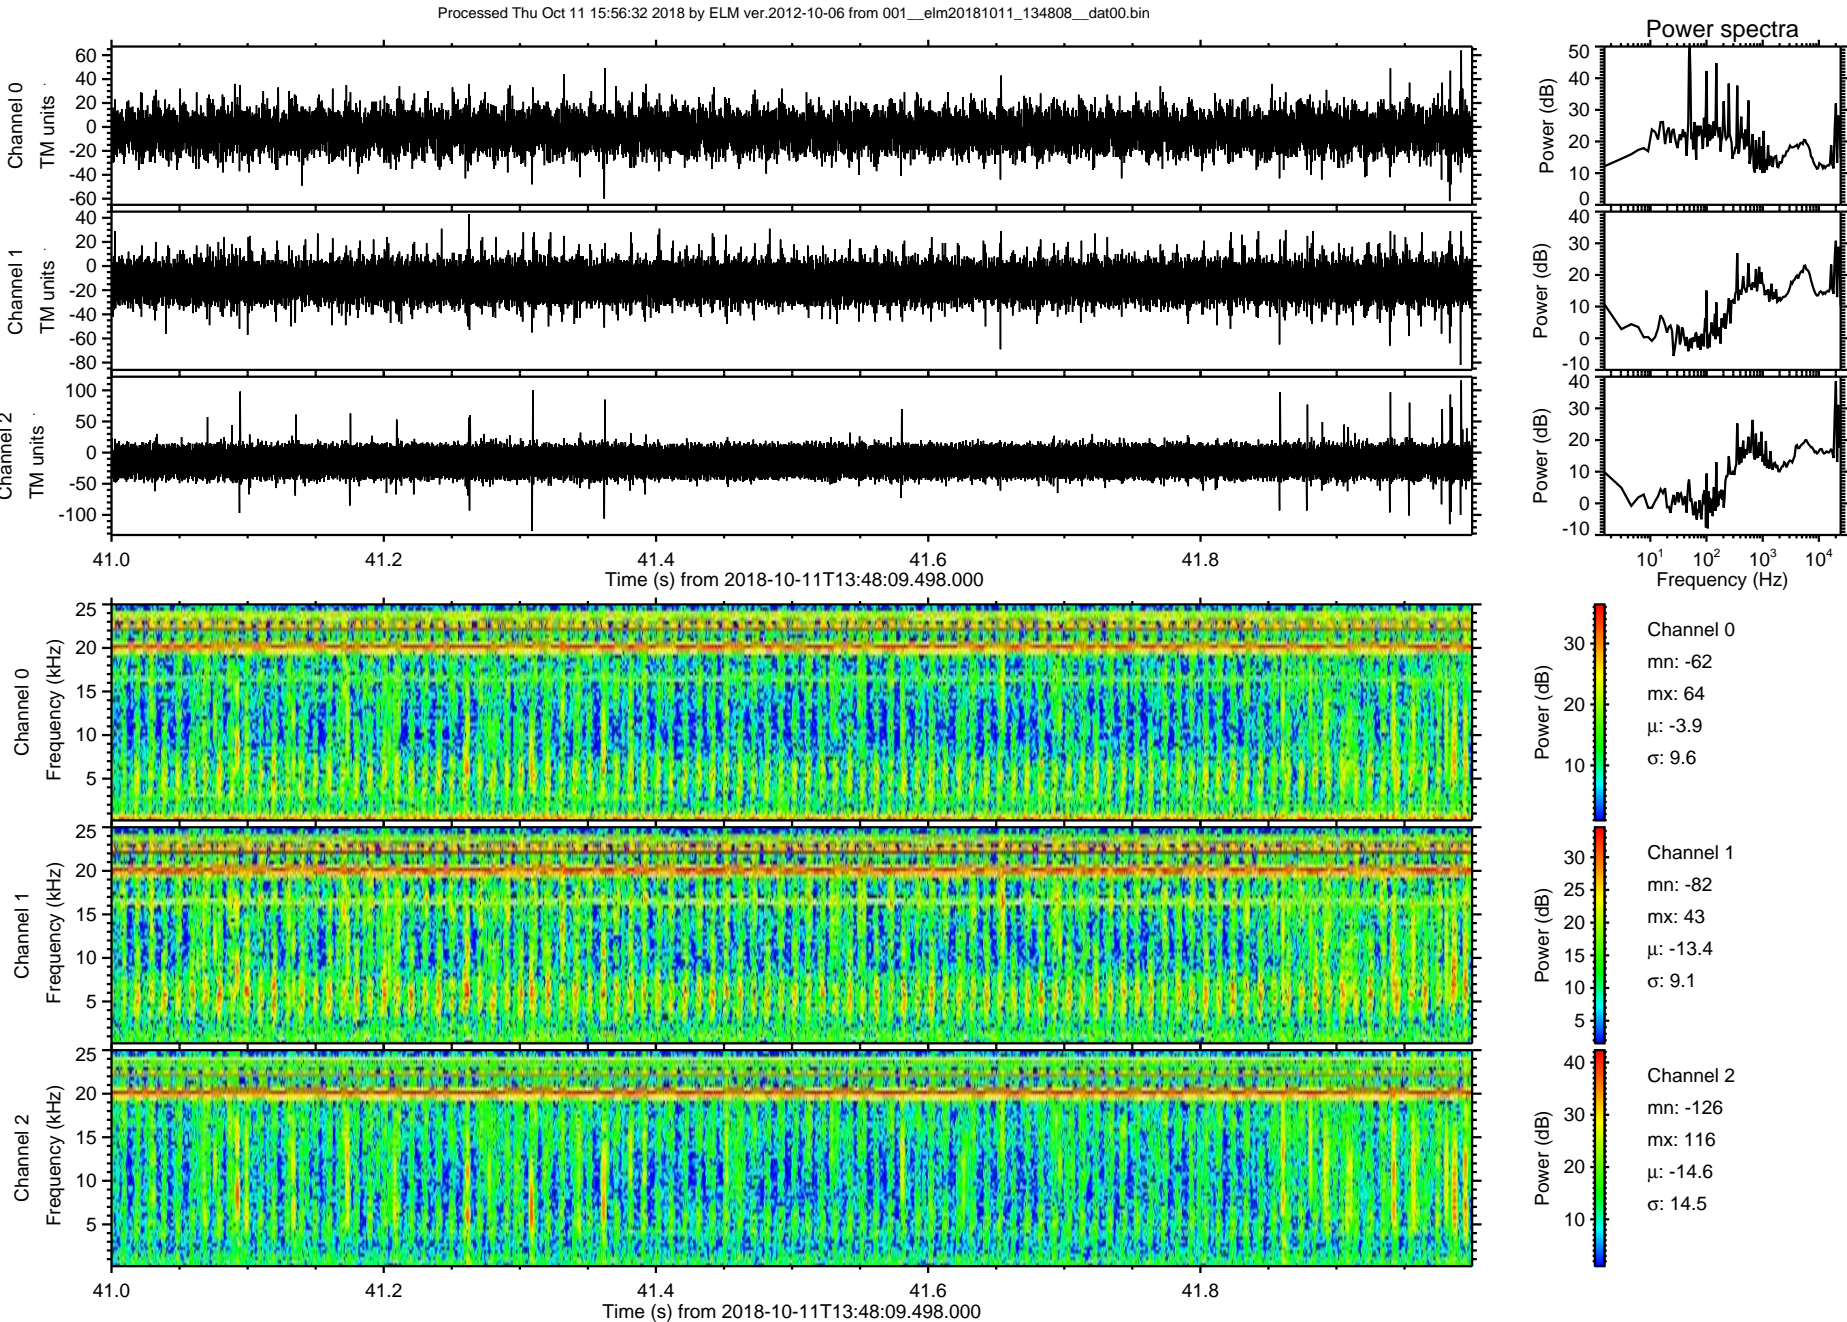 Processed Thu Oct 11 15:56:32 2018 by ELM ver.2012-10-06 from 001__elm20181011_134808__dat00.bin
Power spectra
Channel 0
TM units
60
40
20
0
-20
-40
-60
Power (dB)
50
40
30
20
10
0
Channel 1
TM units
40
20
0
-20
-40
-60
-80
Power (dB)
40
30
20
10
0
-10
Channel 2
TM units
100
50
0
-50
-100
Power (dB)
40
30
20
10
0
-10
41.0 41.2 41.4 41.6 41.8
Time (s) from 2018-10-11T13:48:09.498.000
10^1 10^2 10^3 10^4
Frequency (Hz)
Channel 0
Frequency (kHz)
25
20
15
10
5
Power (dB)
30
20
10
Channel 0
mn: -62
mx: 64
μ: -3.9
σ: 9.6
Channel 1
Frequency (kHz)
25
20
15
10
5
Power (dB)
30
25
20
15
10
5
Channel 1
mn: -82
mx: 43
μ: -13.4
σ: 9.1
Channel 2
Frequency (kHz)
25
20
15
10
5
Power (dB)
40
30
20
10
Channel 2
mn: -126
mx: 116
μ: -14.6
σ: 14.5
41.0 41.2 41.4 41.6 41.8
Time (s) from 2018-10-11T13:48:09.498.000